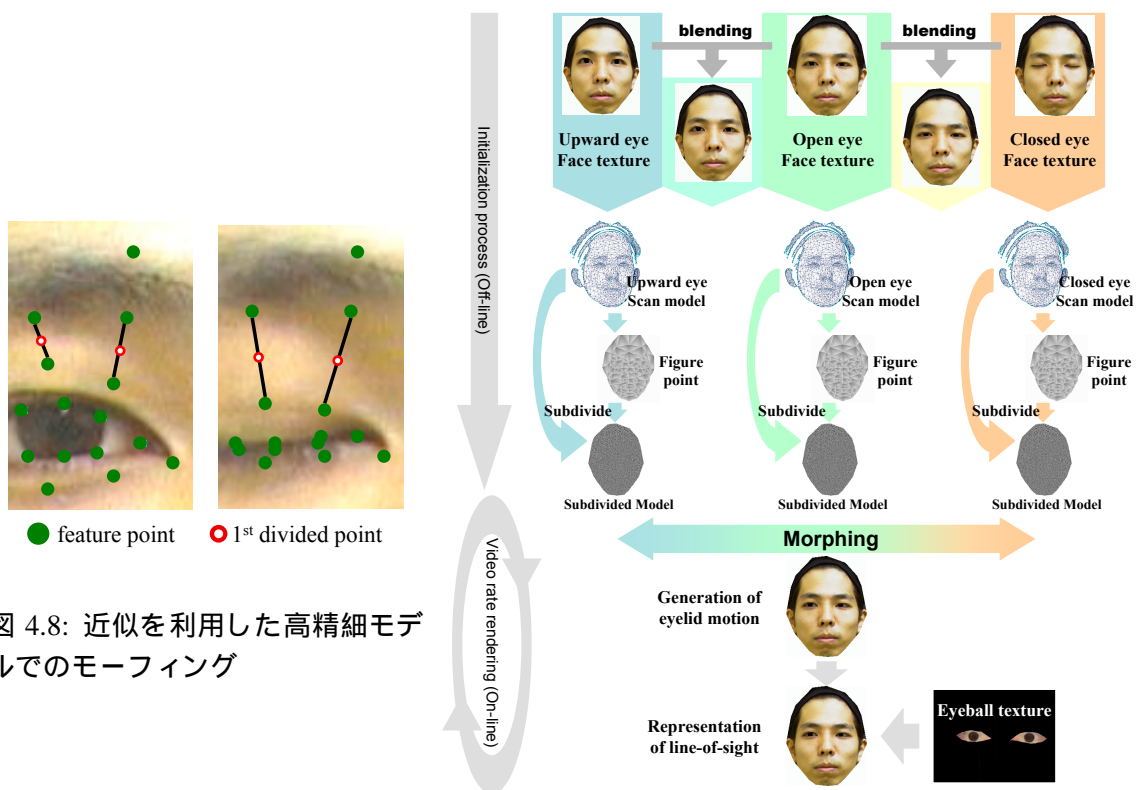 feature point
1st divided point
図 4.8: 近似を利用した高精細モデ
ルでのモーフィング
Initialization process (Off-line)
Video rate rendering (On-line)
blending
blending
Upward eye
Face texture
Open eye
Face texture
Closed eye
Face texture
Upward eye
Scan model
Open eye
Scan model
Closed eye
Scan model
Figure
point
Figure
point
Figure
point
Subdivide
Subdivide
Subdivide
Subdivided Model
Subdivided Model
Subdivided Model
Morphing
Generation of
eyelid motion
Representation
of line-of-sight
Eyeball texture